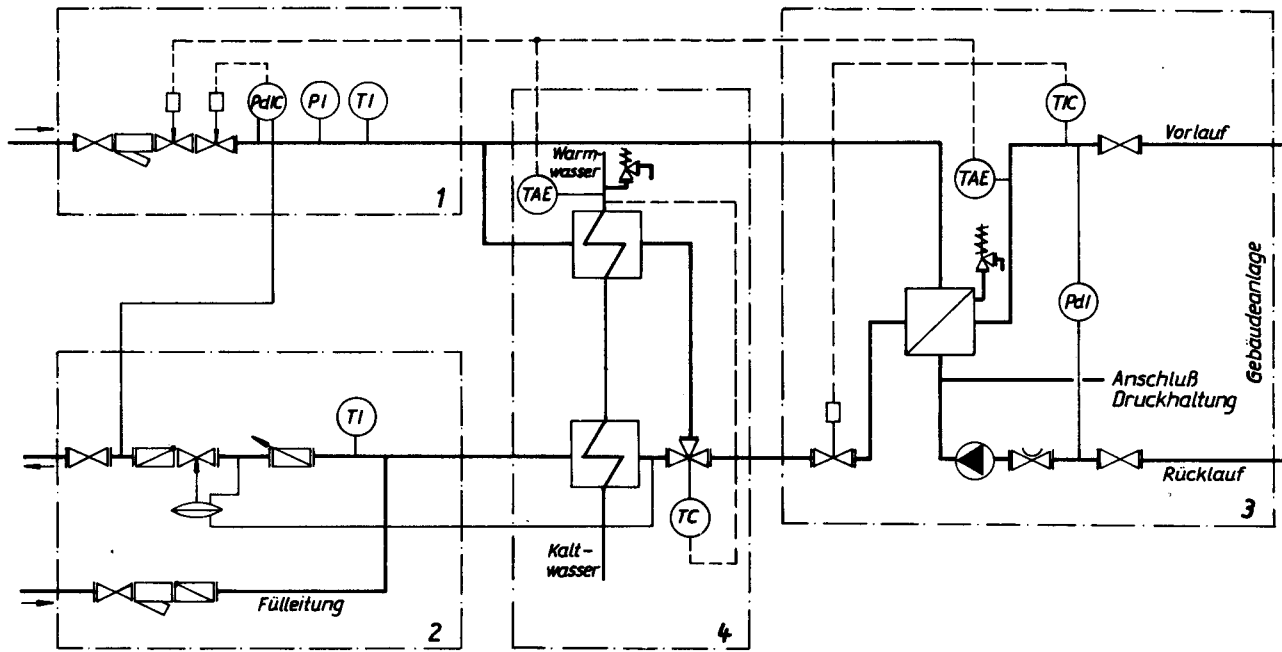 PdIC
PI
TI
TIC
Vorlauf
Warm-
wasser
TAE
TAE
1
Gebäudeanlage
PdI
Anschluß
Druckhaltung
TI
Rücklauf
TC
3
Kalt-
wasser
Fülleitung
2
4